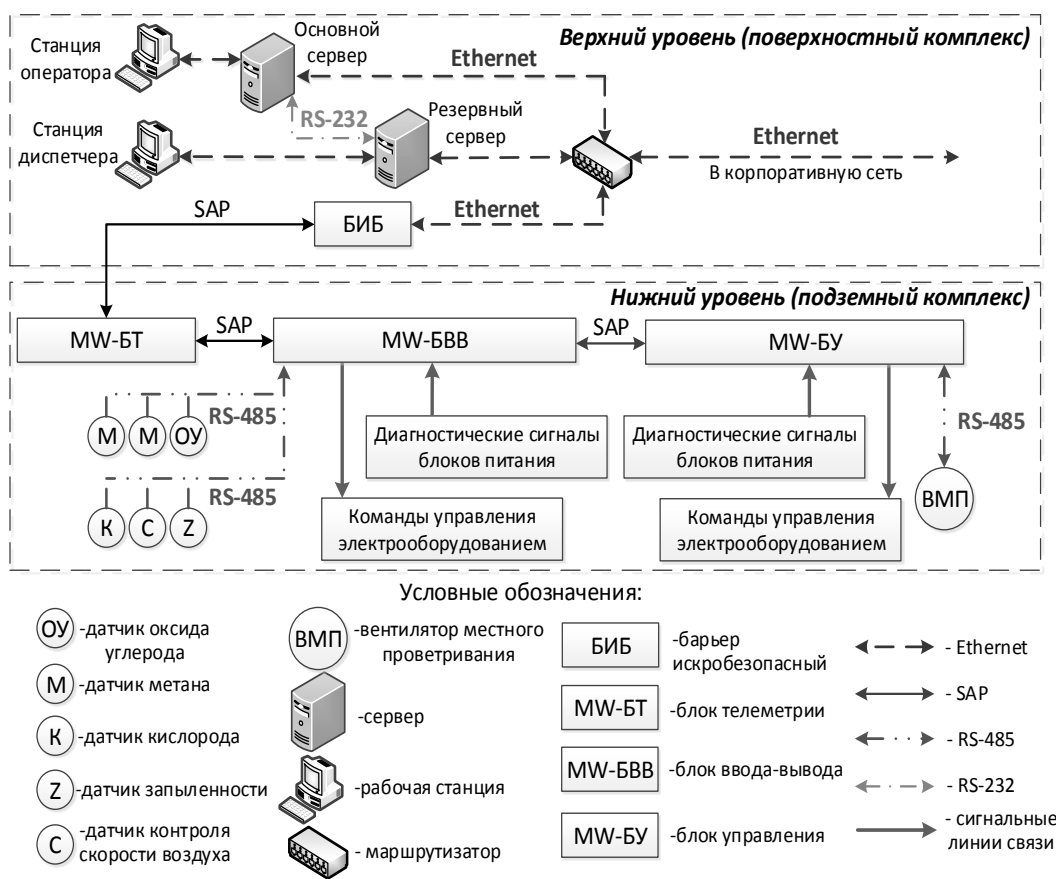 Верхний уровень (поверхностный комплекс)
Станция
оператора
Основной
сервер
Ethernet
RS-232
Резервный
сервер
Станция
диспетчера
Ethernet
В корпоративную сеть
SAP
БИБ
Ethernet
Нижний уровень (подземный комплекс)
MW-БТ
SAP
MW-БВВ
SAP
MW-БУ
М
М
ОУ
RS-485
К
С
Z
RS-485
Диагностические сигналы
блоков питания
Команды управления
электрооборудованием
Диагностические сигналы
блоков питания
Команды управления
электрооборудованием
RS-485
ВМП
Условные обозначения:
ОУ -датчик оксида
углерода
М -датчик метана
К -датчик кислорода
Z -датчик запыленности
С -датчик контроля
скорости воздуха
ВМП -вентилятор местного
проветривания
-сервер
-рабочая станция
- маршрутизатор
БИБ -барьер
искробезопасный
MW-БТ -блок телеметрии
MW-БВВ -блок ввода-вывода
MW-БУ -блок управления
- Ethernet
- SAP
- RS-485
- RS-232
- сигнальные
линии связи